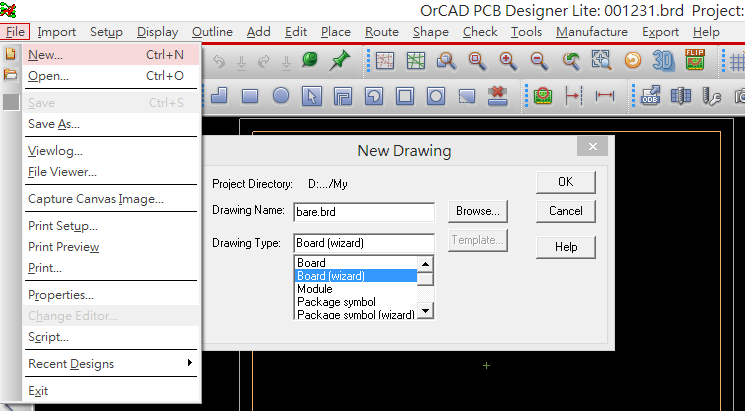 OrCAD PCB Designer Lite: 001231.brd Project:
File Import Setup Display Outline Add Edit Place Route Check Tools Manufacture Export Help
New... Ctrl+N
Open... Ctrl+O
Save Ctrl+S
Save As...
Viewlog...
File Viewer...
Capture Canvas Image...
Print Setup...
Print Preview
Print...
Properties...
Change Editor...
Script...
Recent Designs
Exit
3D
FLIP
ODB
New Drawing
Project Directory: D:.../My
OK
Drawing Name: bare.brd Browse... Cancel
Drawing Type: Board (wizard) Template... Help
Board
Board (wizard)
Module
Package symbol
Package symbol (wizard)